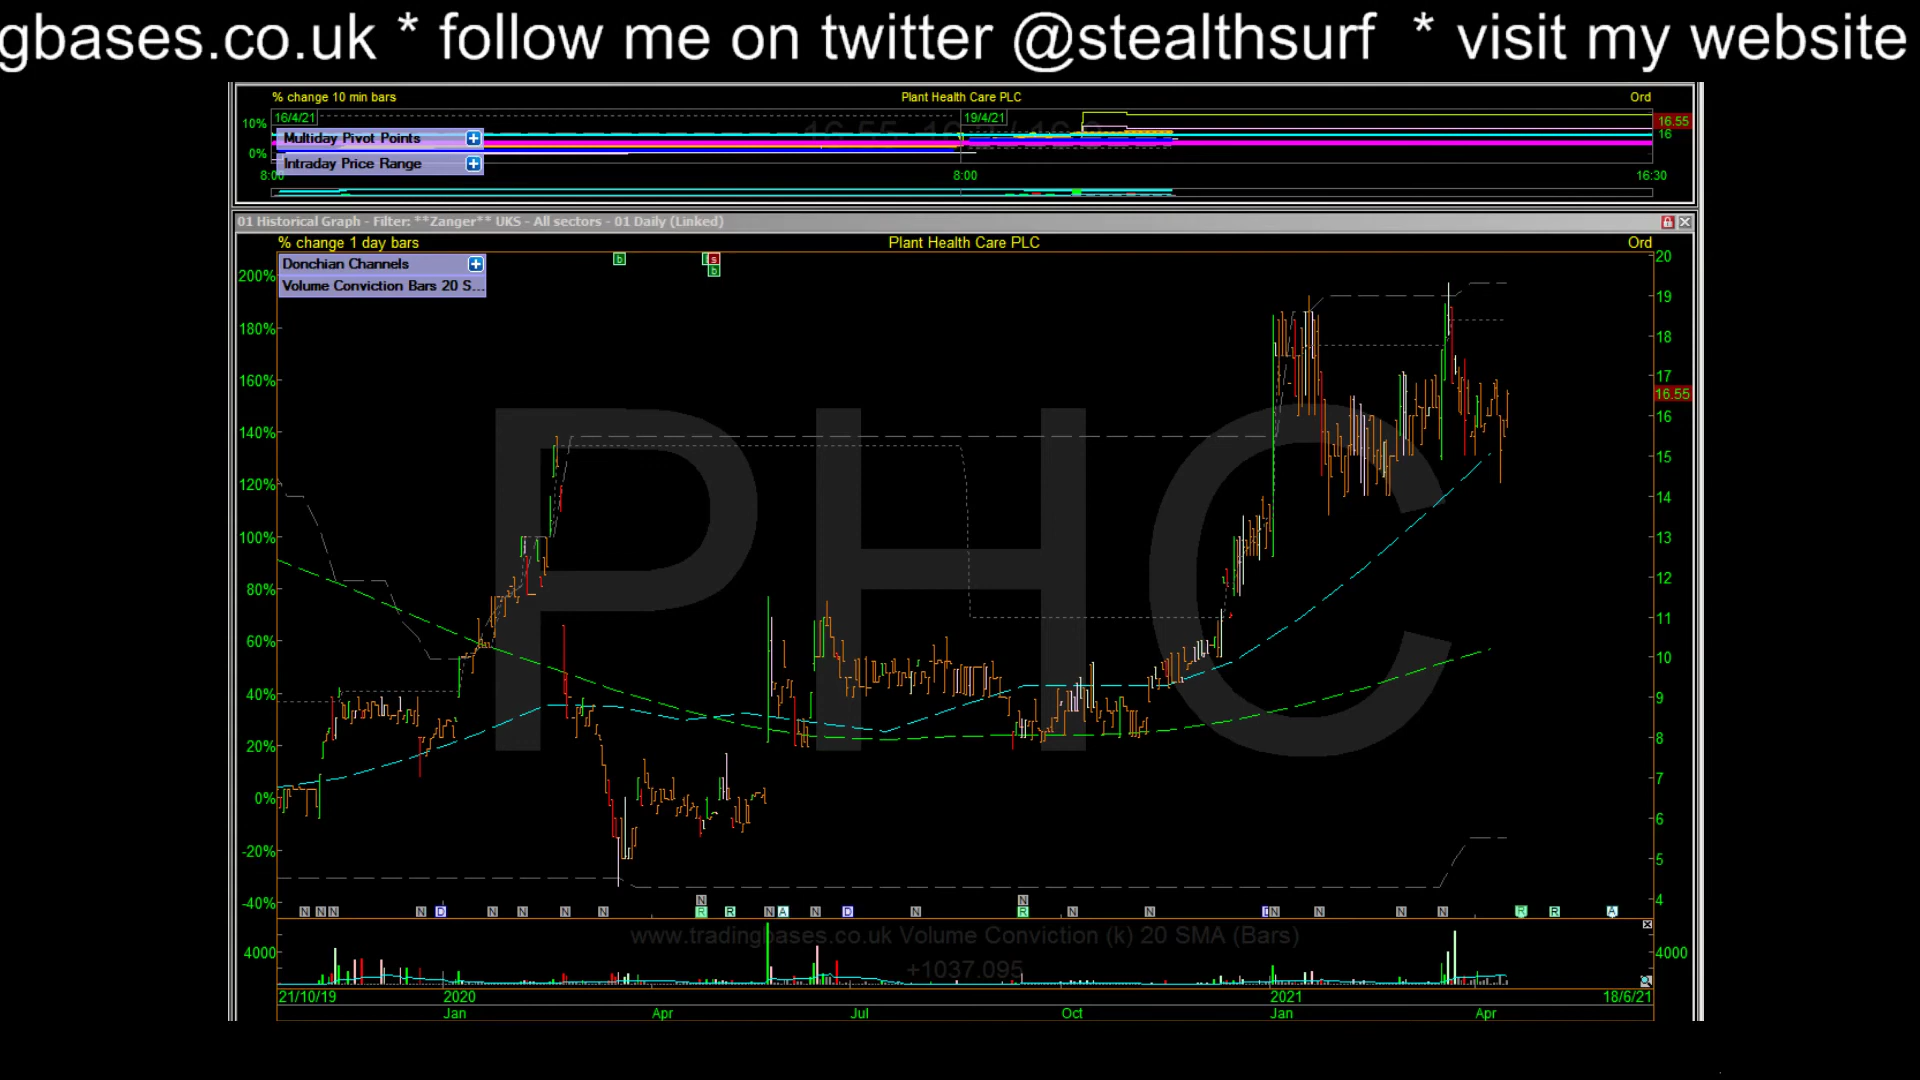 gbases.co.uk * follow me on twitter @stealthsurf * visit my website
% change 10 min bars Plant Health Care PLC Ord
10% 16/4/21 19/4/21 16.55
Multiday Pivot Points 16
0% Intraday Price Range
8:00 8:00 16:30
01 Historical Graph - Filter: **Zanger** UKS - All sectors - 01 Daily (Linked)
% change 1 day bars Plant Health Care PLC Ord
Donchian Channels b s 20
Volume Conviction Bars 20 S... b
200%
19
180% 18
160% 17
16.55
140% 16
PHC
15
120% 14
100% 13
80% 12
60% 11
10
40% 9
20% 8
7
0% 6
-20% 5
-40% 4
N N
N N N N D N N N N R R N A N D N R N N N N N N R R A
www.tradingbases.co.uk Volume Conviction (k) 20 SMA (Bars)
4000 4000
+1037.095
21/10/19 2020 2021 18/6/21
Jan Apr Jul Oct Jan Apr